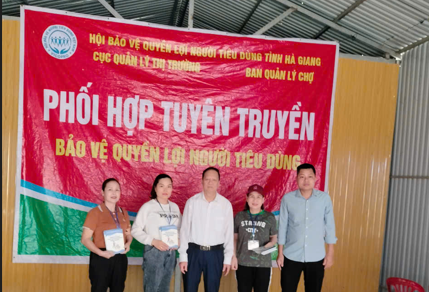 HỘI BẢO VỆ QUYỀN LỢI NGƯỜI TIÊU DÙNG TỈNH HÀ GIANG
CỤC QUẢN LÝ THỊ TRƯỜNG BAN QUẢN LÝ CHỢ
PHỐI HỢP TUYÊN TRUYỀN
BẢO VỆ QUYỀN LỢI NGƯỜI TIÊU DÙNG